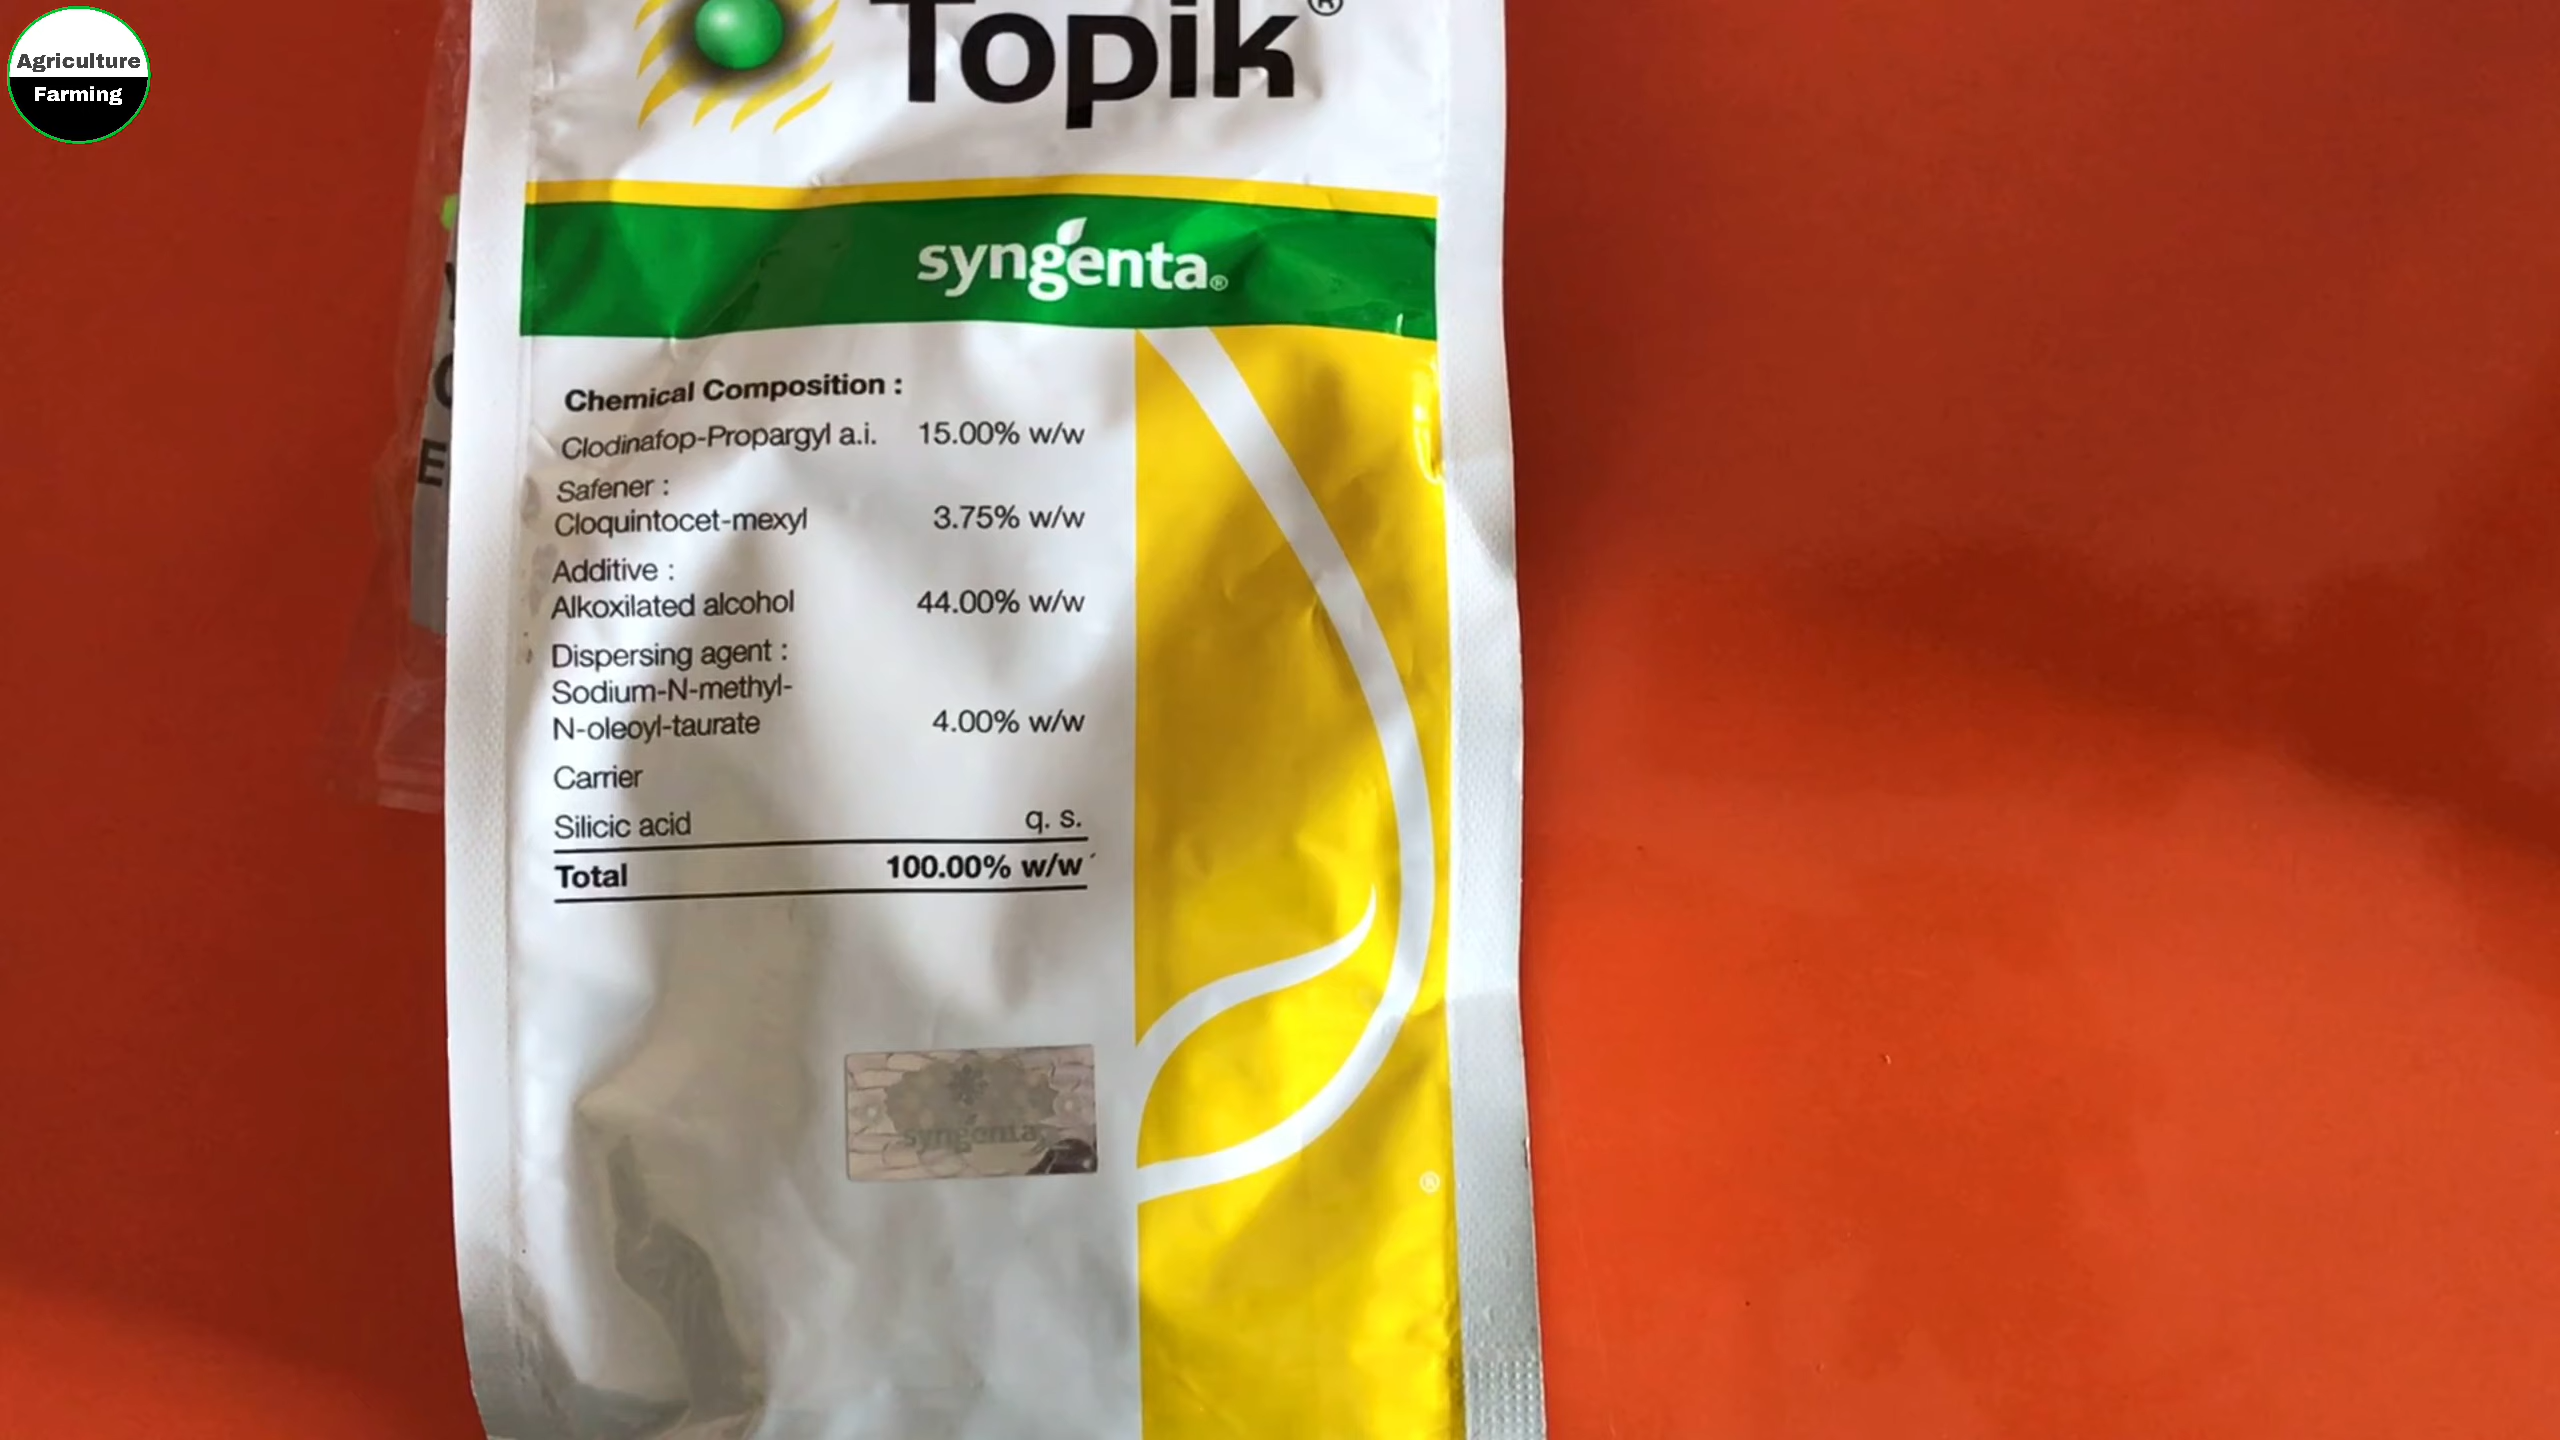 Agriculture
Farming
Topik®
syngenta®
Chemical Composition :
Clodinafop-Propargyl a.i. 15.00% w/w
Safener :
Cloquintocet-mexyl 3.75% w/w
Additive :
Alkoxilated alcohol 44.00% w/w
Dispersing agent :
Sodium-N-methyl-
N-oleoyl-taurate 4.00% w/w
Carrier
Silicic acid q. s.
Total 100.00% w/w
syngenta
®